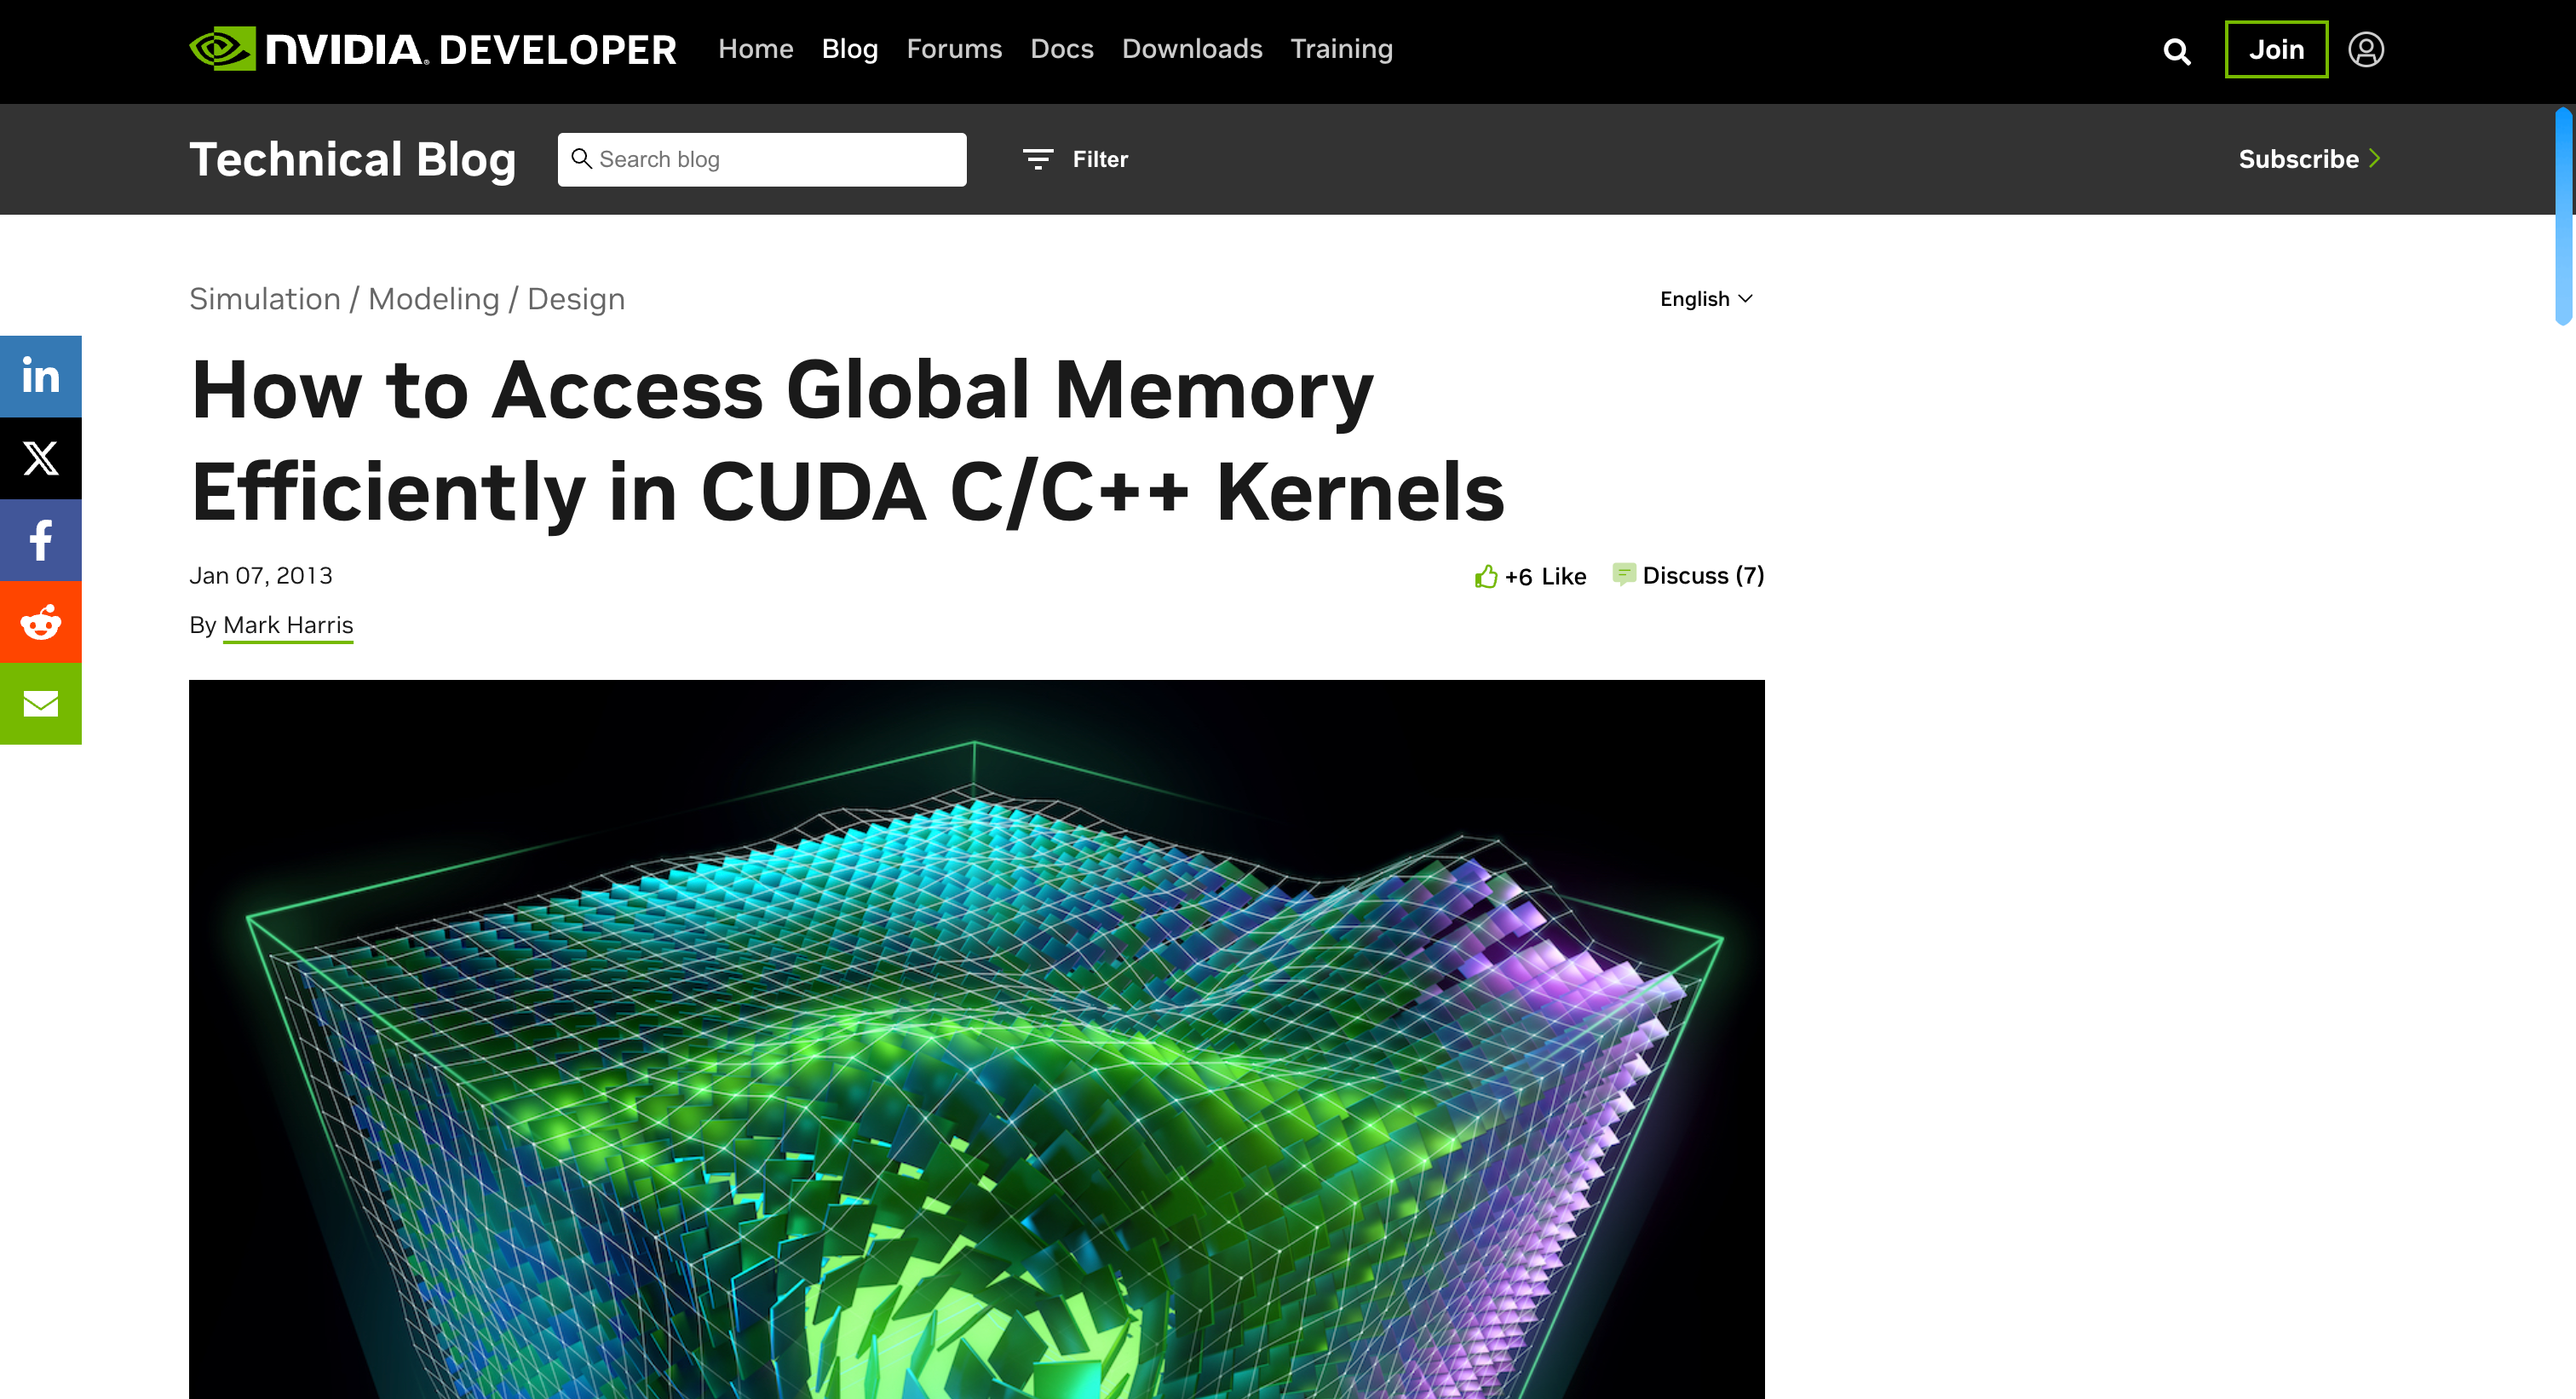 NVIDIA. DEVELOPER Home Blog Forums Docs Downloads Training Join
Technical Blog Search blog Filter Subscribe
Simulation / Modeling / Design English
How to Access Global Memory
Efficiently in CUDA C/C++ Kernels
Jan 07, 2013 +6 Like Discuss (7)
By Mark Harris
in
X
f